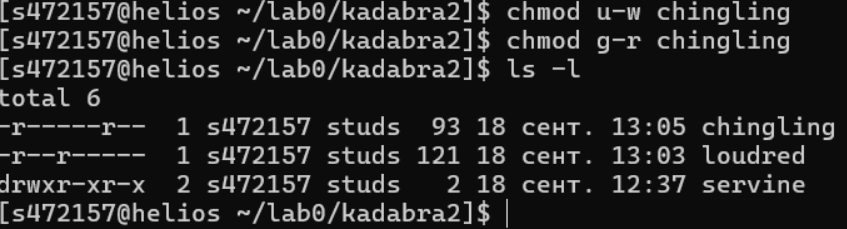 [s472157@helios ~/lab0/kadabra2]$ chmod u-w chingling
[s472157@helios ~/lab0/kadabra2]$ chmod g-r chingling
[s472157@helios ~/lab0/kadabra2]$ ls -l
total 6
-r-----r--  1 s472157 studs  93 18 сент. 13:05 chingling
-r--r-----  1 s472157 studs 121 18 сент. 13:03 loudred
drwxr-xr-x  2 s472157 studs   2 18 сент. 12:37 servine
[s472157@helios ~/lab0/kadabra2]$